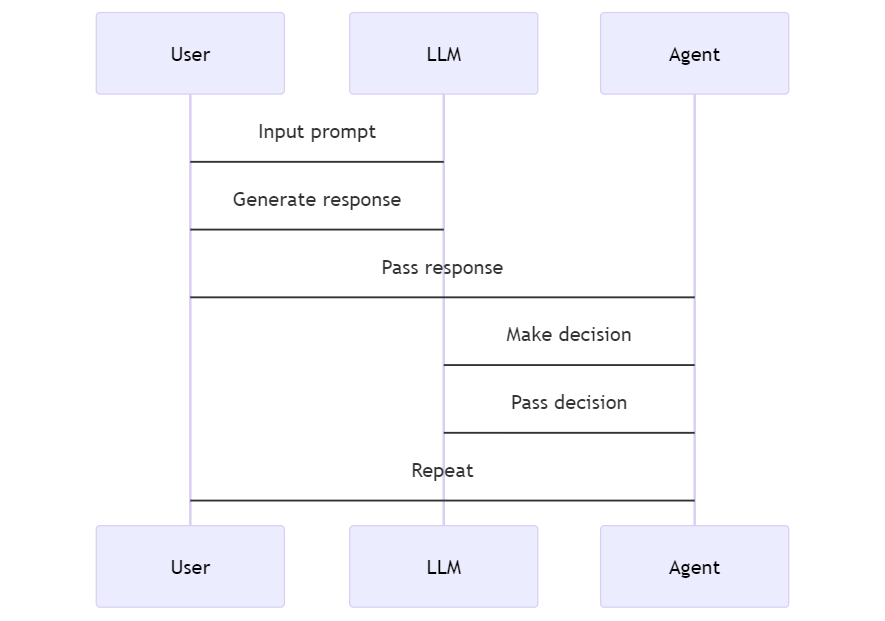 User
LLM
Agent
Input prompt
Generate response
Pass response
Make decision
Pass decision
Repeat
User
LLM
Agent